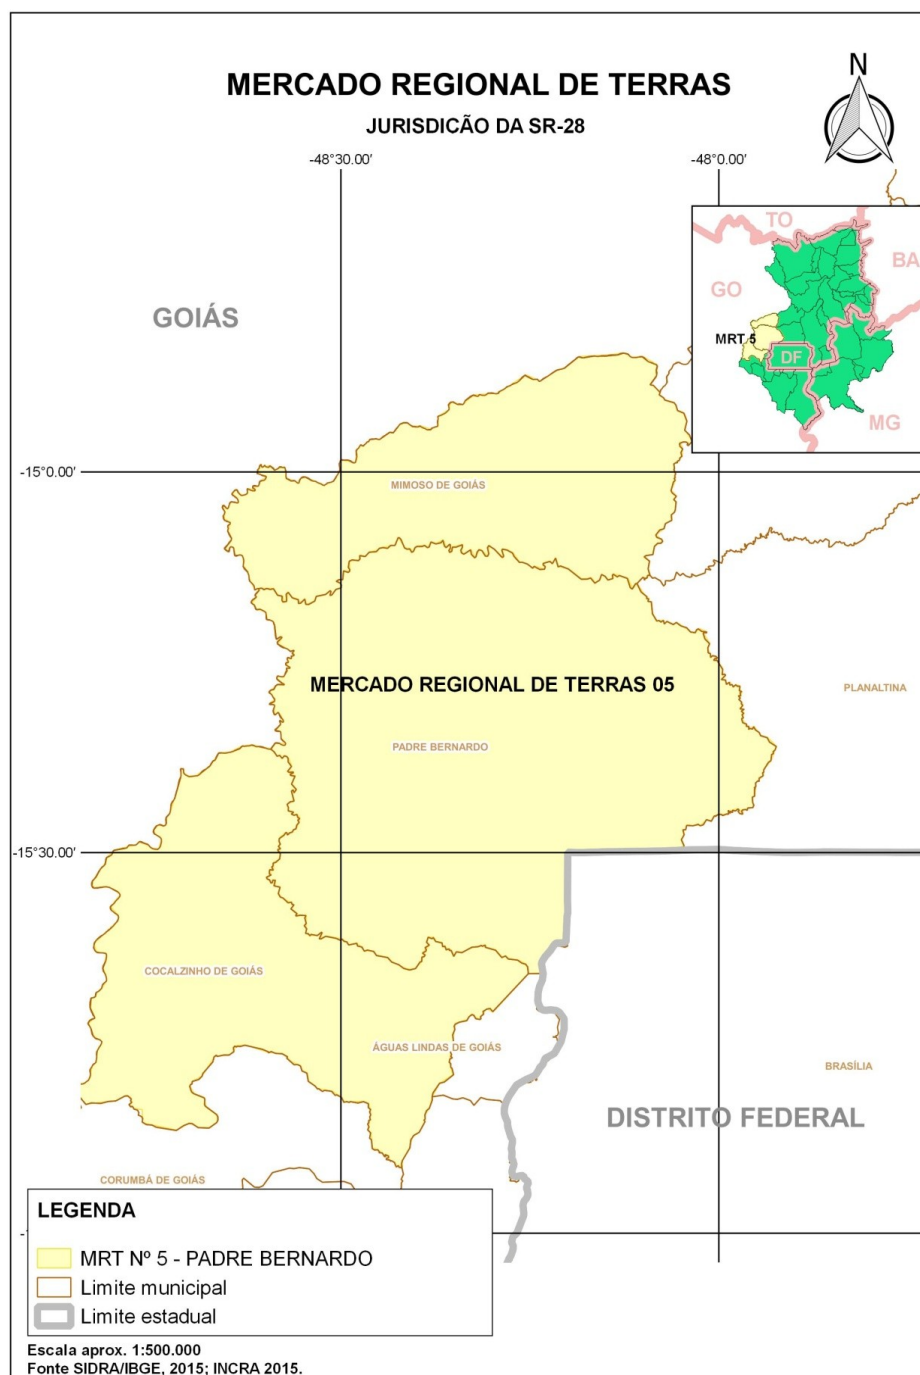 MERCADO REGIONAL DE TERRAS
JURISDICÃO DA SR-28
N
-48°30.00'
-48°0.00'
TO
BA
GO
MRT 5
DF
MG
GOIÁS
-15°0.00'
MIMOSO DE GOIÁS
MERCADO REGIONAL DE TERRAS 05
PLANALTINA
PADRE BERNARDO
-15°30.00'
COCALZINHO DE GOIÁS
ÁGUAS LINDAS DE GOIÁS
BRASÍLIA
DISTRITO FEDERAL
CORUMBÁ DE GOIÁS
LEGENDA
MRT Nº 5 - PADRE BERNARDO
Limite municipal
Limite estadual
Escala aprox. 1:500.000
Fonte SIDRA/IBGE, 2015; INCRA 2015.